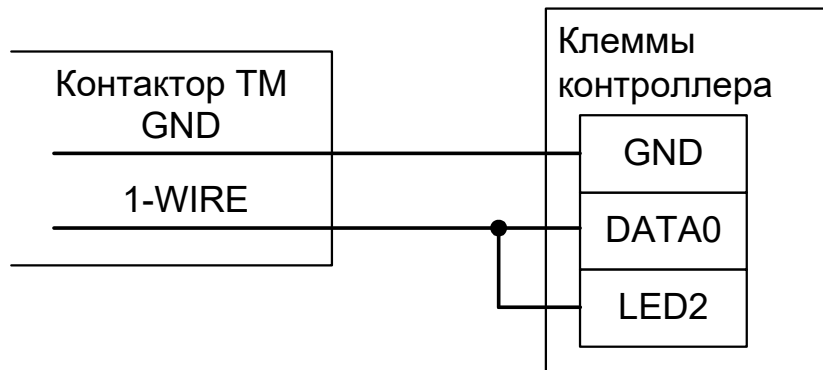 Контактор ТМ
GND
1-WIRE
Клеммы
контроллера
GND
DATA0
LED2